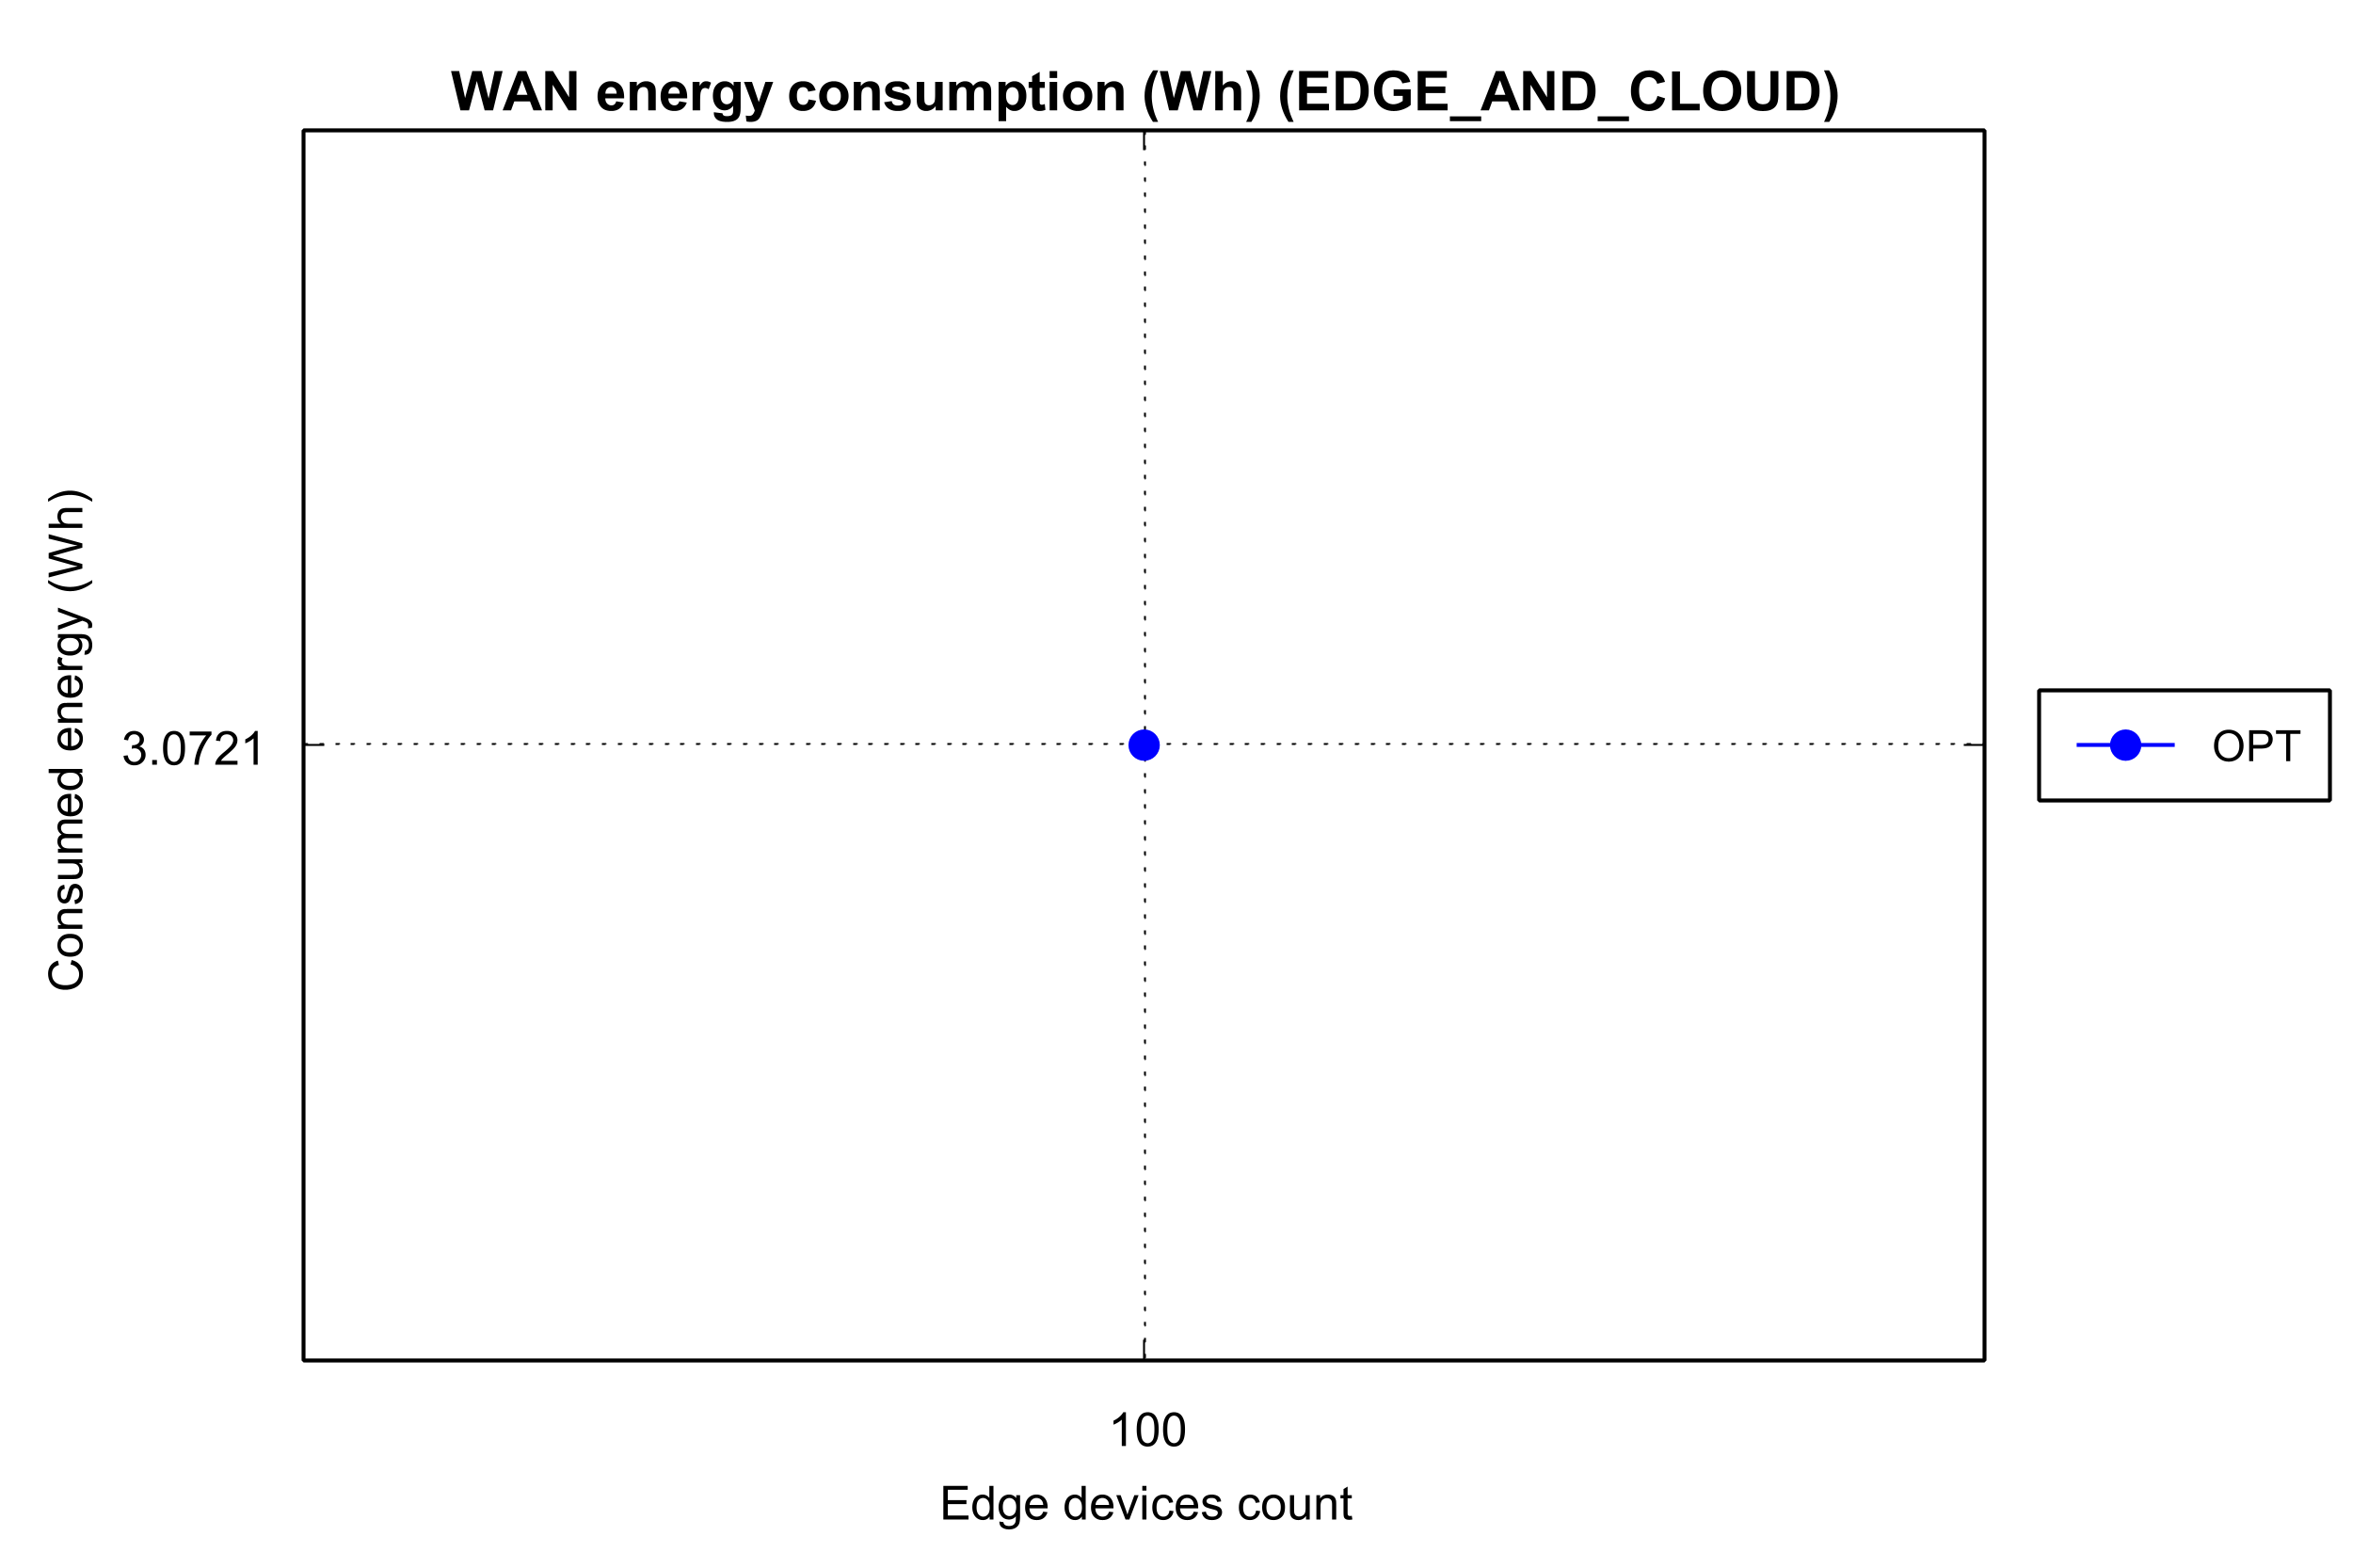 WAN energy consumption (Wh) (EDGE_AND_CLOUD)
Consumed energy (Wh)
3.0721
OPT
100
Edge devices count